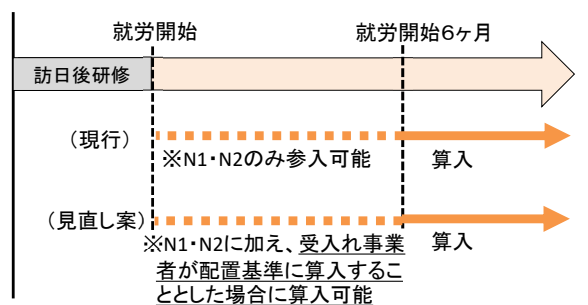 就労開始
就労開始6ヶ月
訪日後研修
（現行）
※N1・N2のみ参入可能
算入
（見直し案）
※N1・N2に加え、受入れ事業
者が配置基準に算入するこ
ととした場合に算入可能
算入